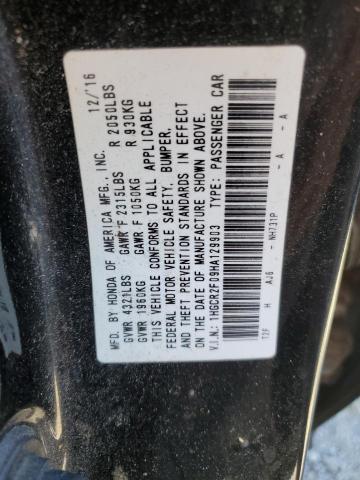 MFD. BY HONDA OF AMERICA MFG., INC. 12/'16
GVWR 4321LBS GAWR F 2315LBS R 2050LBS
GVWR 1960KG GAWR F 1050KG R 930KG
THIS VEHICLE CONFORMS TO ALL APPLICABLE
FEDERAL MOTOR VEHICLE SAFETY, BUMPER,
AND THEFT PREVENTION STANDARDS IN EFFECT
ON THE DATE OF MANUFACTURE SHOWN ABOVE.
V.I.N.: 1HGCR2F09HA129903 TYPE: PASSENGER CAR
T2F H AJ6 - NH731P - A - A